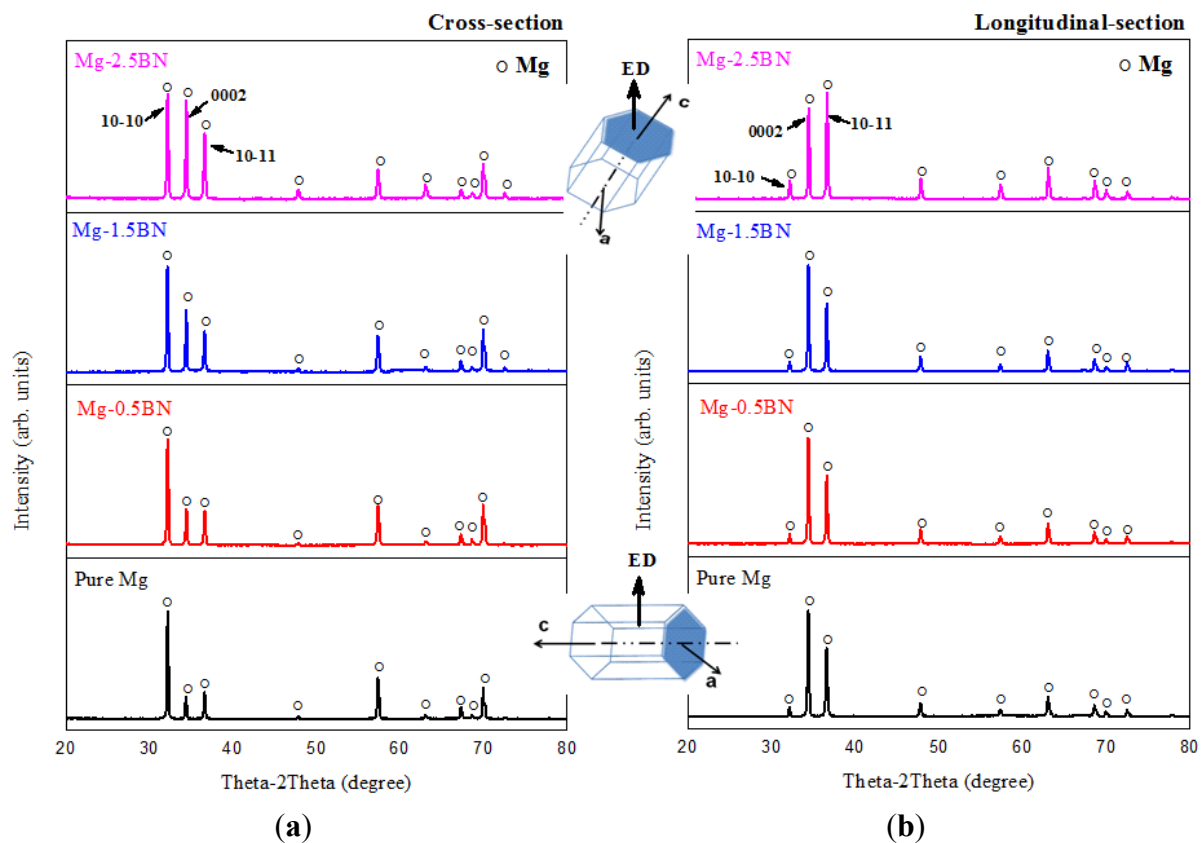 Cross-section
Mg-2.5BN
○ Mg
0002
10-10
10-11
Mg-1.5BN
Mg-0.5BN
Pure Mg
Intensity (arb. units)
20 30 40 50 60 70 80
Theta-2Theta (degree)
(a)
ED
c
a
ED
c
a
Longitudinal-section
Mg-2.5BN
○ Mg
0002
10-11
10-10
Mg-1.5BN
Mg-0.5BN
Pure Mg
Intensity (arb. units)
20 30 40 50 60 70 80
Theta-2Theta (degree)
(b)